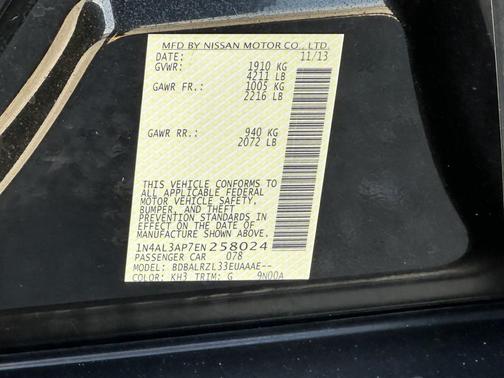 MFD BY NISSAN MOTOR CO., LTD.
DATE: 11/13
GVWR: 1910 KG
4211 LB
GAWR FR.: 1005 KG
2216 LB
GAWR RR.: 940 KG
2072 LB
THIS VEHICLE CONFORMS TO
ALL APPLICABLE FEDERAL
MOTOR VEHICLE SAFETY,
BUMPER, AND THEFT
PREVENTION STANDARDS IN
EFFECT ON THE DATE OF
MANUFACTURE SHOWN ABOVE.
1N4AL3AP7EN258024
PASSENGER CAR 078
MODEL: BDBALRZL33EUAAAE--
COLOR: KH3 TRIM: G 9N00A